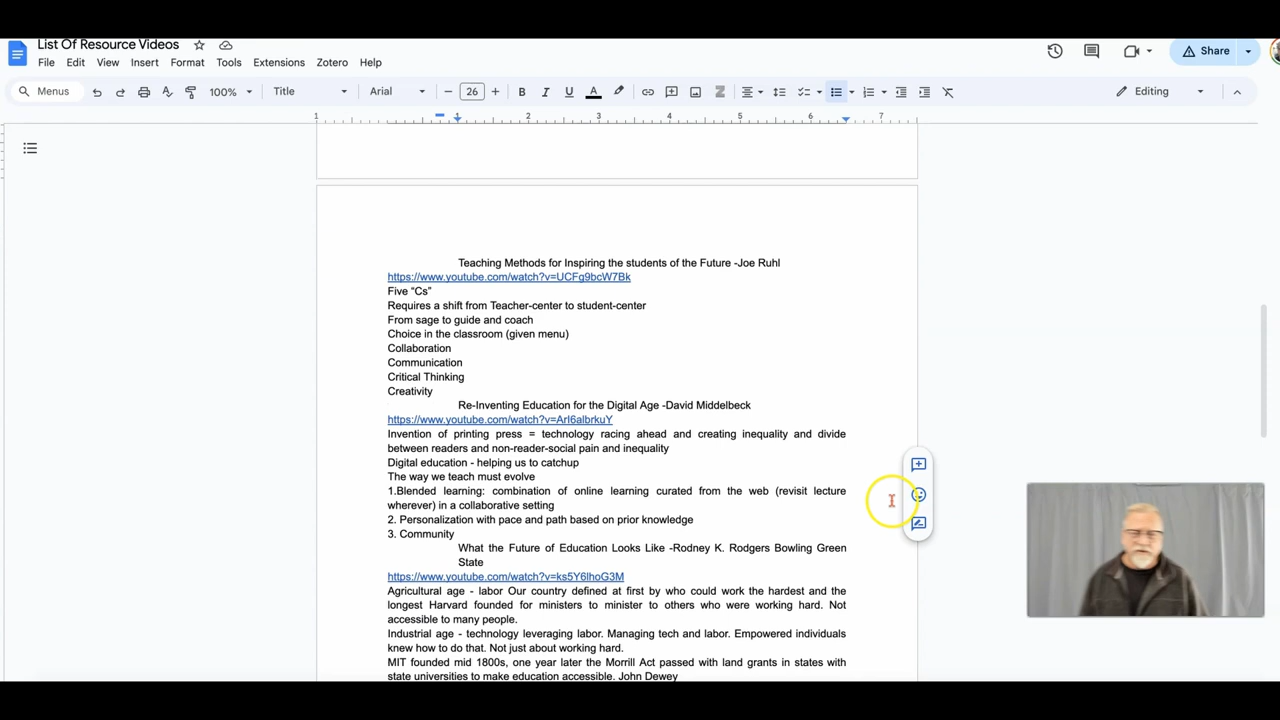 List Of Resource Videos
Share
File Edit View Insert Format Tools Extensions Zotero Help
Menus 100% Title Arial 26 B I U A Editing
1 1 2 3 4 5 6 7
Teaching Methods for Inspiring the students of the Future -Joe Ruhl
https://www.youtube.com/watch?v=UCFg9bcW7Bk
Five “Cs”
Requires a shift from Teacher-center to student-center
From sage to guide and coach
Choice in the classroom (given menu)
Collaboration
Communication
Critical Thinking
Creativity
Re-Inventing Education for the Digital Age -David Middelbeck
https://www.youtube.com/watch?v=ArI6albrkuY
Invention of printing press = technology racing ahead and creating inequality and divide
between readers and non-reader-social pain and inequality
Digital education - helping us to catchup
The way we teach must evolve
1.Blended learning: combination of online learning curated from the web (revisit lecture
wherever) in a collaborative setting
2. Personalization with pace and path based on prior knowledge
3. Community
What the Future of Education Looks Like -Rodney K. Rodgers Bowling Green
State
https://www.youtube.com/watch?v=ks5Y6lhoG3M
Agricultural age - labor Our country defined at first by who could work the hardest and the
longest Harvard founded for ministers to minister to others who were working hard. Not
accessible to many people.
Industrial age - technology leveraging labor. Managing tech and labor. Empowered individuals
knew how to do that. Not just about working hard.
MIT founded mid 1800s, one year later the Morrill Act passed with land grants in states with
state universities to make education accessible. John Dewey